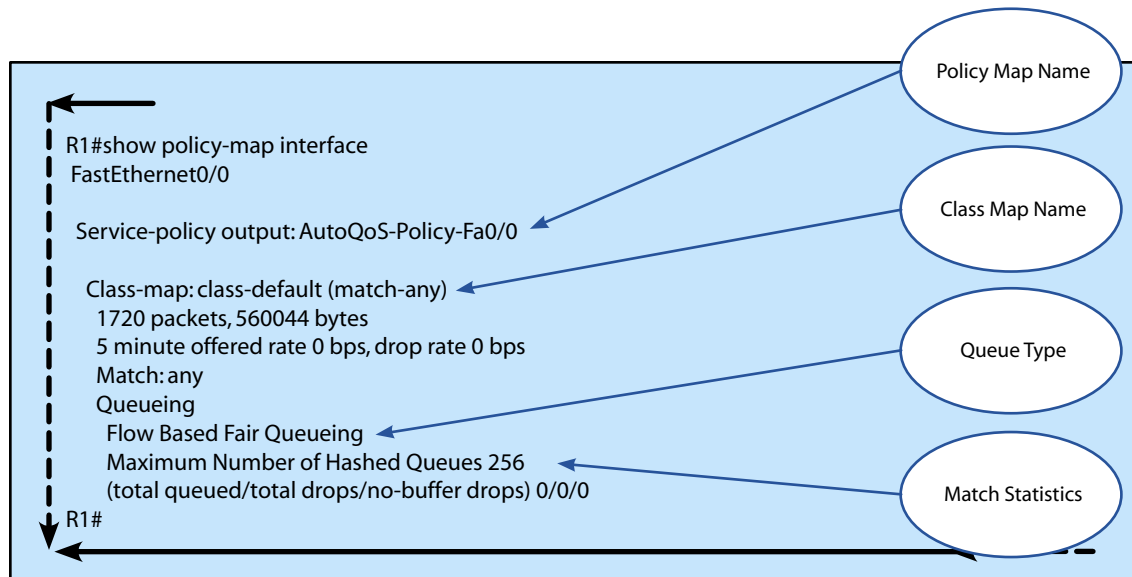 Policy Map Name
R1#show policy-map interface
FastEthernet0/0
Class Map Name
Service-policy output: AutoQoS-Policy-Fa0/0
Class-map: class-default (match-any)
1720 packets, 560044 bytes
5 minute offered rate 0 bps, drop rate 0 bps
Queue Type
Match: any
Queueing
Flow Based Fair Queueing
Maximum Number of Hashed Queues 256
(total queued/total drops/no-buffer drops) 0/0/0
Match Statistics
R1#